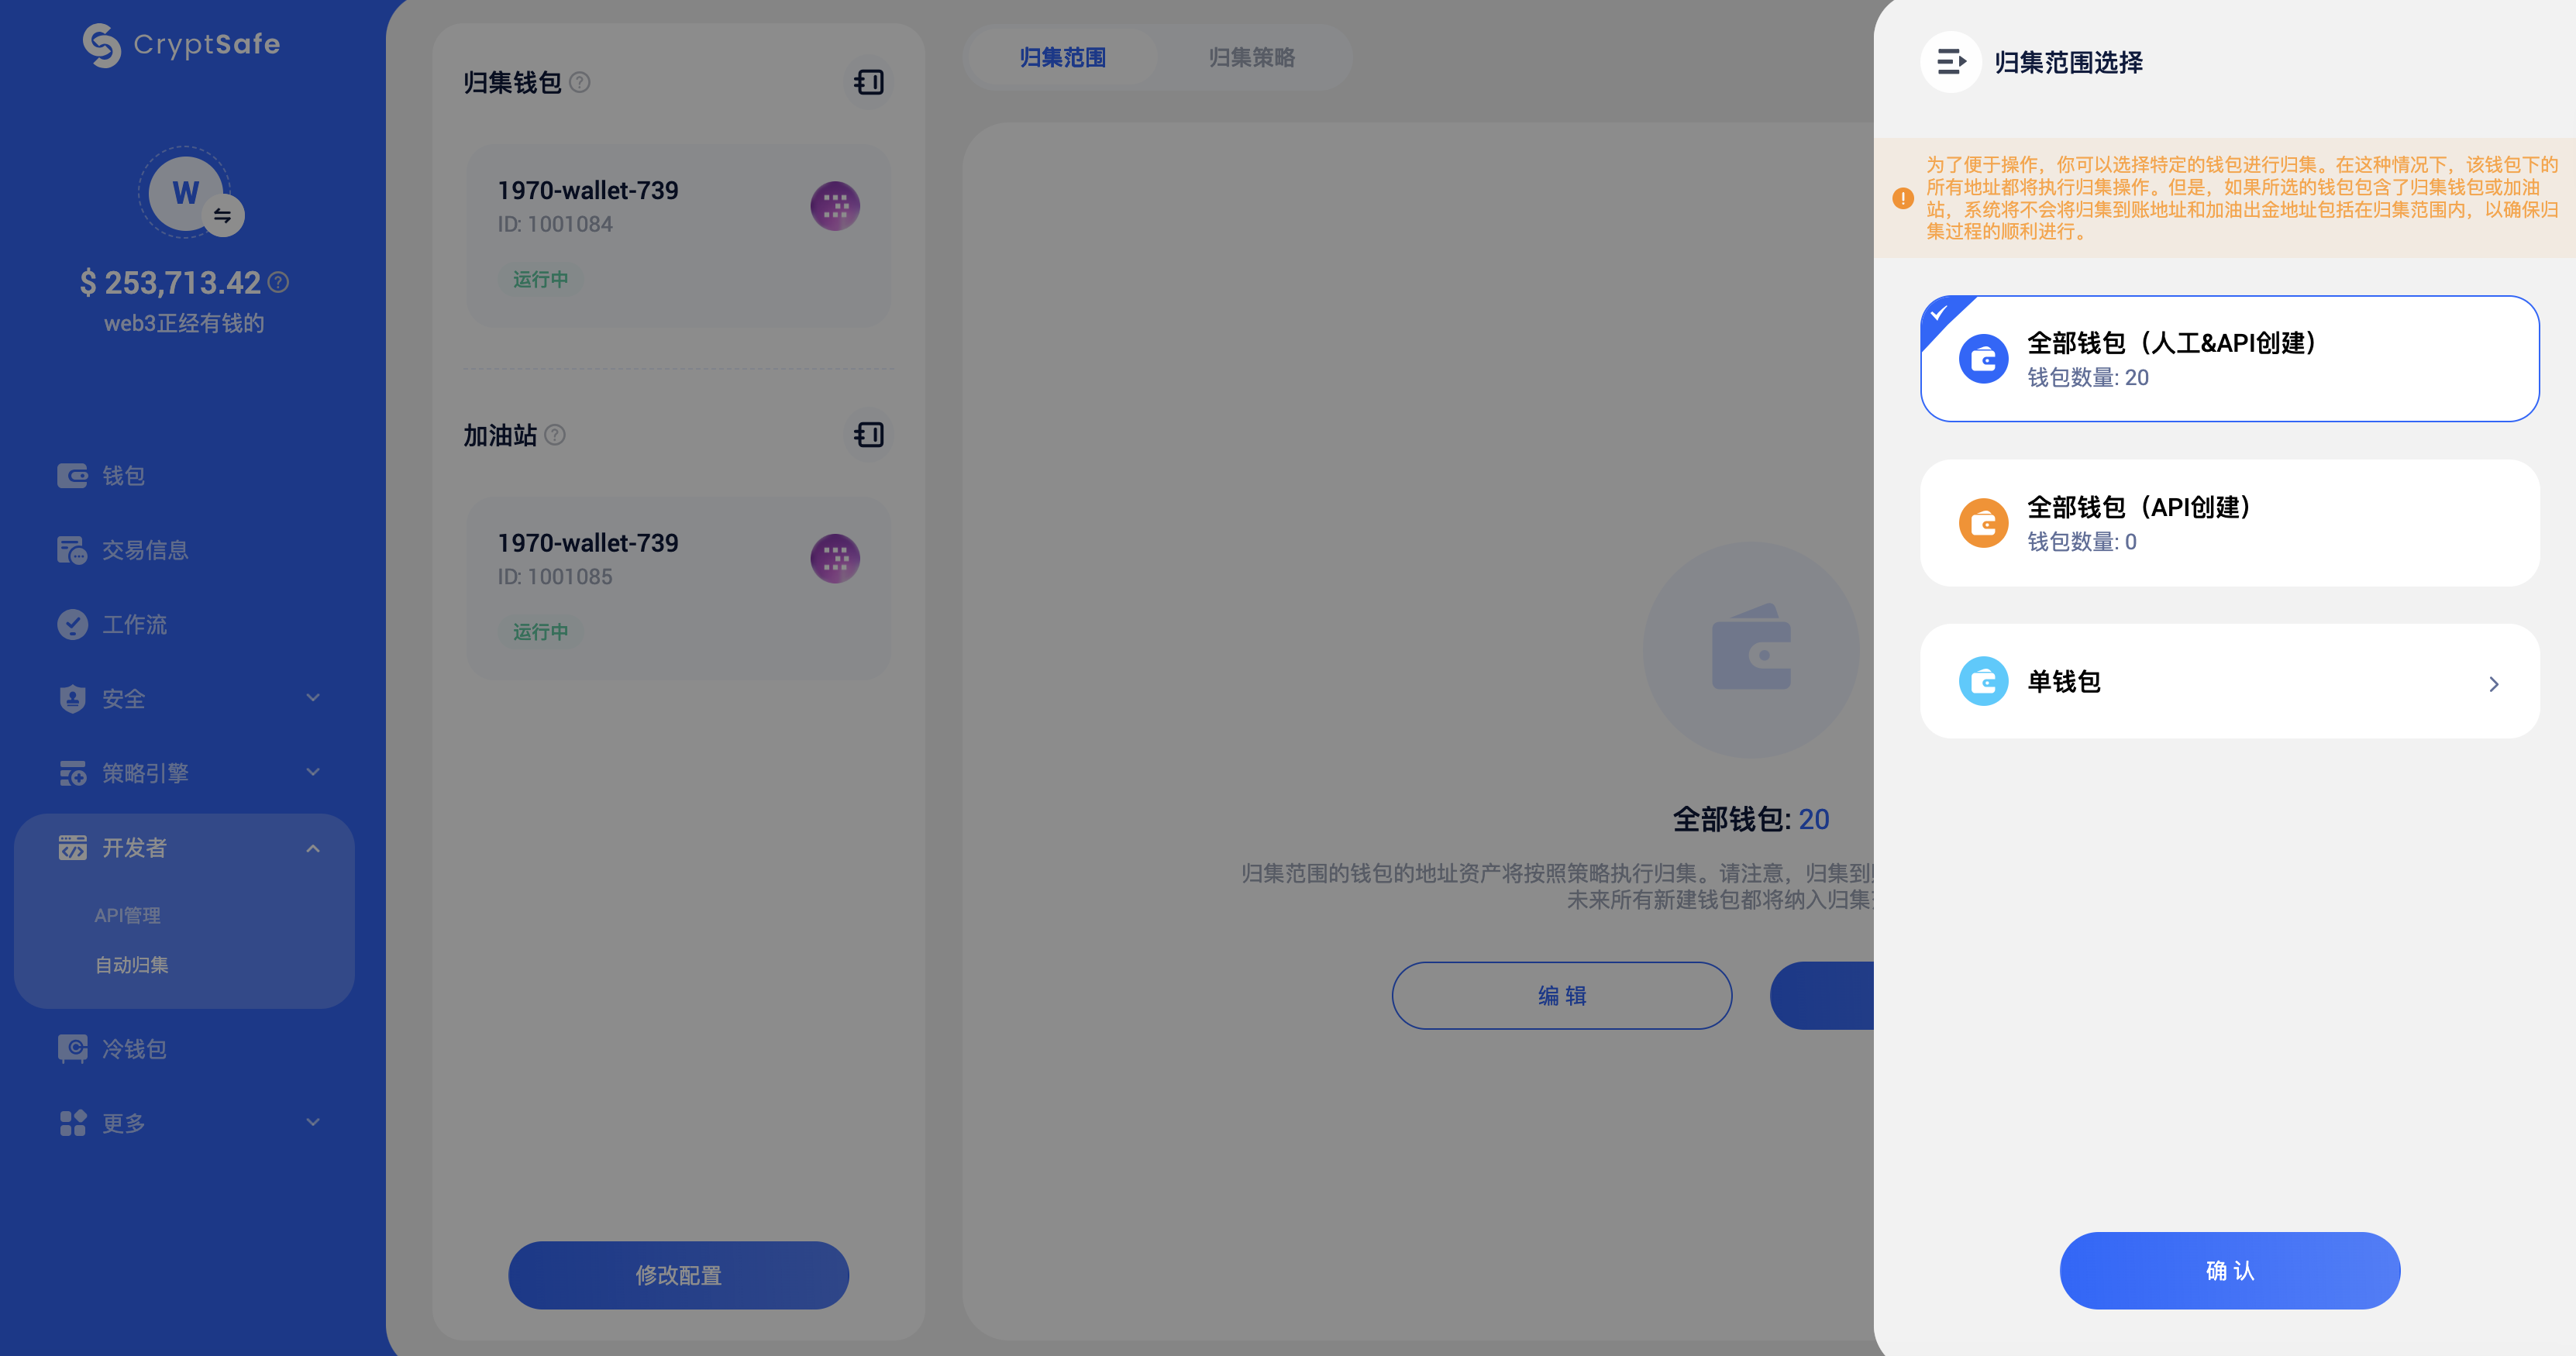 CryptSafe
W
$ 253,713.42
web3正经有钱的
钱包
交易信息
工作流
安全
策略引擎
开发者
API管理
自动归集
冷钱包
更多
归集钱包
1970-wallet-739
ID: 1001084
运行中
加油站
1970-wallet-739
ID: 1001085
运行中
修改配置
归集范围
归集策略
全部钱包: 20
归集范围的钱包的地址资产将按照策略执行归集。请注意，归集到
未来所有新建钱包都将纳入归集
编 辑
归集范围选择
为了便于操作，你可以选择特定的钱包进行归集。在这种情况下，该钱包下的
所有地址都将执行归集操作。但是，如果所选的钱包包含了归集钱包或加油
站，系统将不会将归集到账地址和加油出金地址包括在归集范围内，以确保归
集过程的顺利进行。
全部钱包（人工&API创建）
钱包数量: 20
全部钱包（API创建）
钱包数量: 0
单钱包
确 认